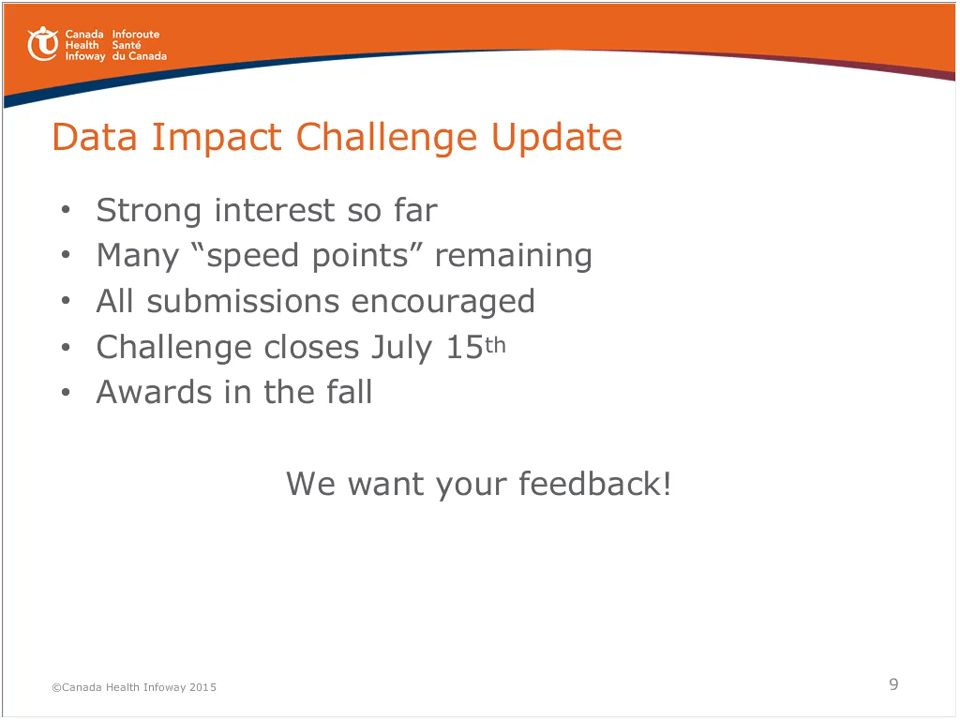 Canada Health Infoway
Inforoute Santé du Canada
Data Impact Challenge Update
• Strong interest so far
• Many “speed points” remaining
• All submissions encouraged
• Challenge closes July 15th
• Awards in the fall
We want your feedback!
©Canada Health Infoway 2015
9